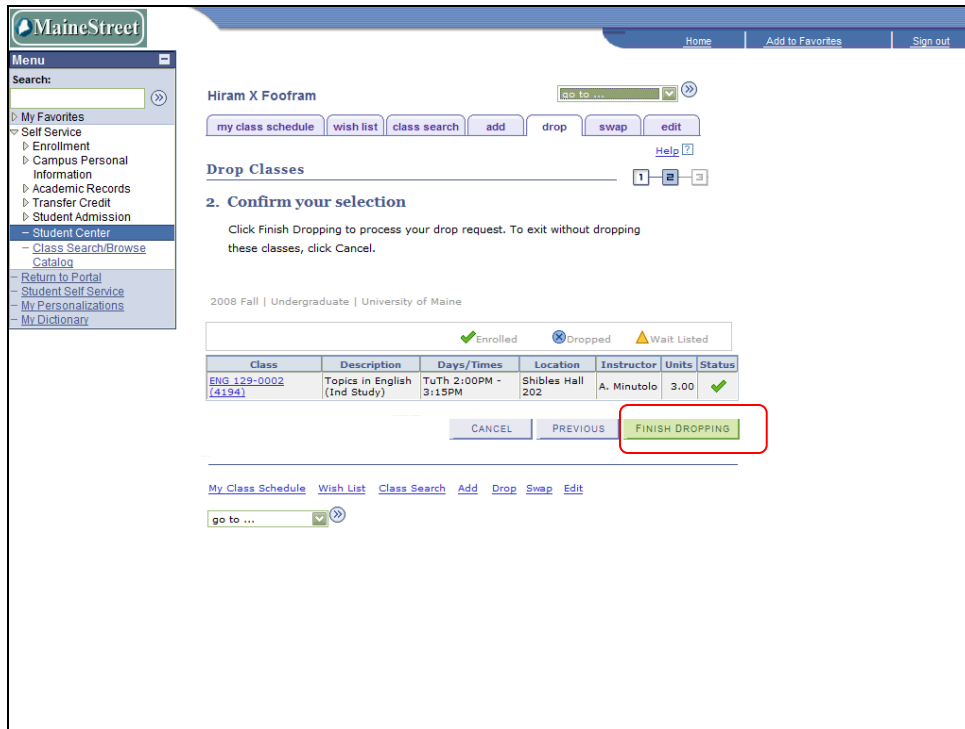 MaineStreet
Home
Add to Favorites
Sign out
Menu
Search:
My Favorites
Self Service
Enrollment
Campus Personal
Information
Academic Records
Transfer Credit
Student Admission
Student Center
Class Search/Browse
Catalog
Return to Portal
Student Self Service
My Personalizations
My Dictionary
Hiram X Foofram
go to ...
my class schedule
wish list
class search
add
drop
swap
edit
Help ?
Drop Classes
1 2 3
2. Confirm your selection
Click Finish Dropping to process your drop request. To exit without dropping
these classes, click Cancel.
2008 Fall | Undergraduate | University of Maine
Enrolled Dropped Wait Listed
Class Description Days/Times Location Instructor Units Status
ENG 129-0002
(4194)
Topics in English
(Ind Study)
TuTh 2:00PM -
3:15PM
Shibles Hall
202
A. Minutolo
3.00
CANCEL PREVIOUS FINISH DROPPING
My Class Schedule Wish List Class Search Add Drop Swap Edit
go to ...